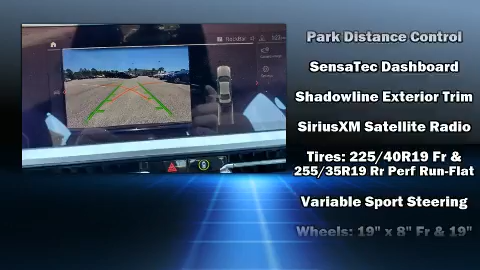 Park Distance Control
SensaTec Dashboard
Shadowline Exterior Trim
SiriusXM Satellite Radio
Tires: 225/40R19 Fr &
255/35R19 Rr Perf Run-Flat
Variable Sport Steering
Wheels: 19" x 8" Fr & 19"